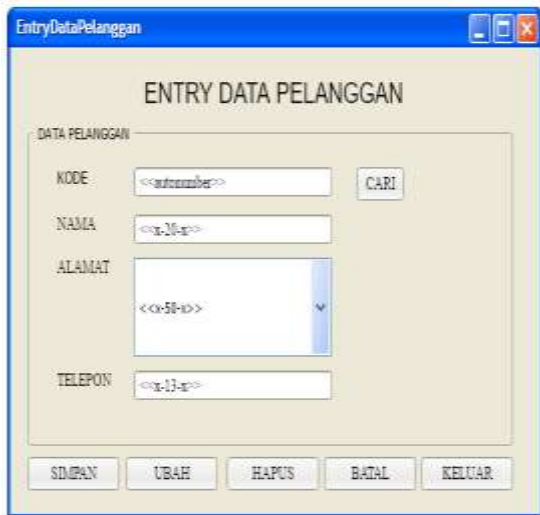 EntryDataPelanggan
ENTRY DATA PELANGGAN
DATA PELANGGAN
KODE <<autonumber>> CARI
NAMA <<x-20-x>>
ALAMAT <<x-50-x>>
TELEPON <<x-13-x>>
SIMPAN UBAH HAPUS BATAL KELUAR